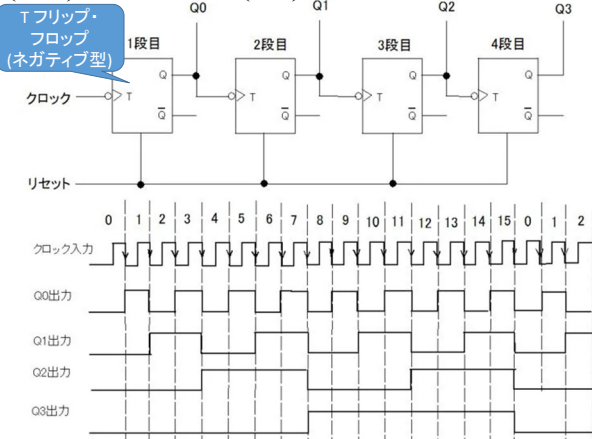 Q0 Q1 Q2 Q3
Tフリップ・
フロップ
(ネガティブ型)
1段目 2段目 3段目 4段目
Q Q Q Q
クロック T T T T
Q̅ Q̅ Q̅ Q̅
リセット
0 1 2 3 4 5 6 7 8 9 10 11 12 13 14 15 0 1 2
クロック入力
Q0出力
Q1出力
Q2出力
Q3出力